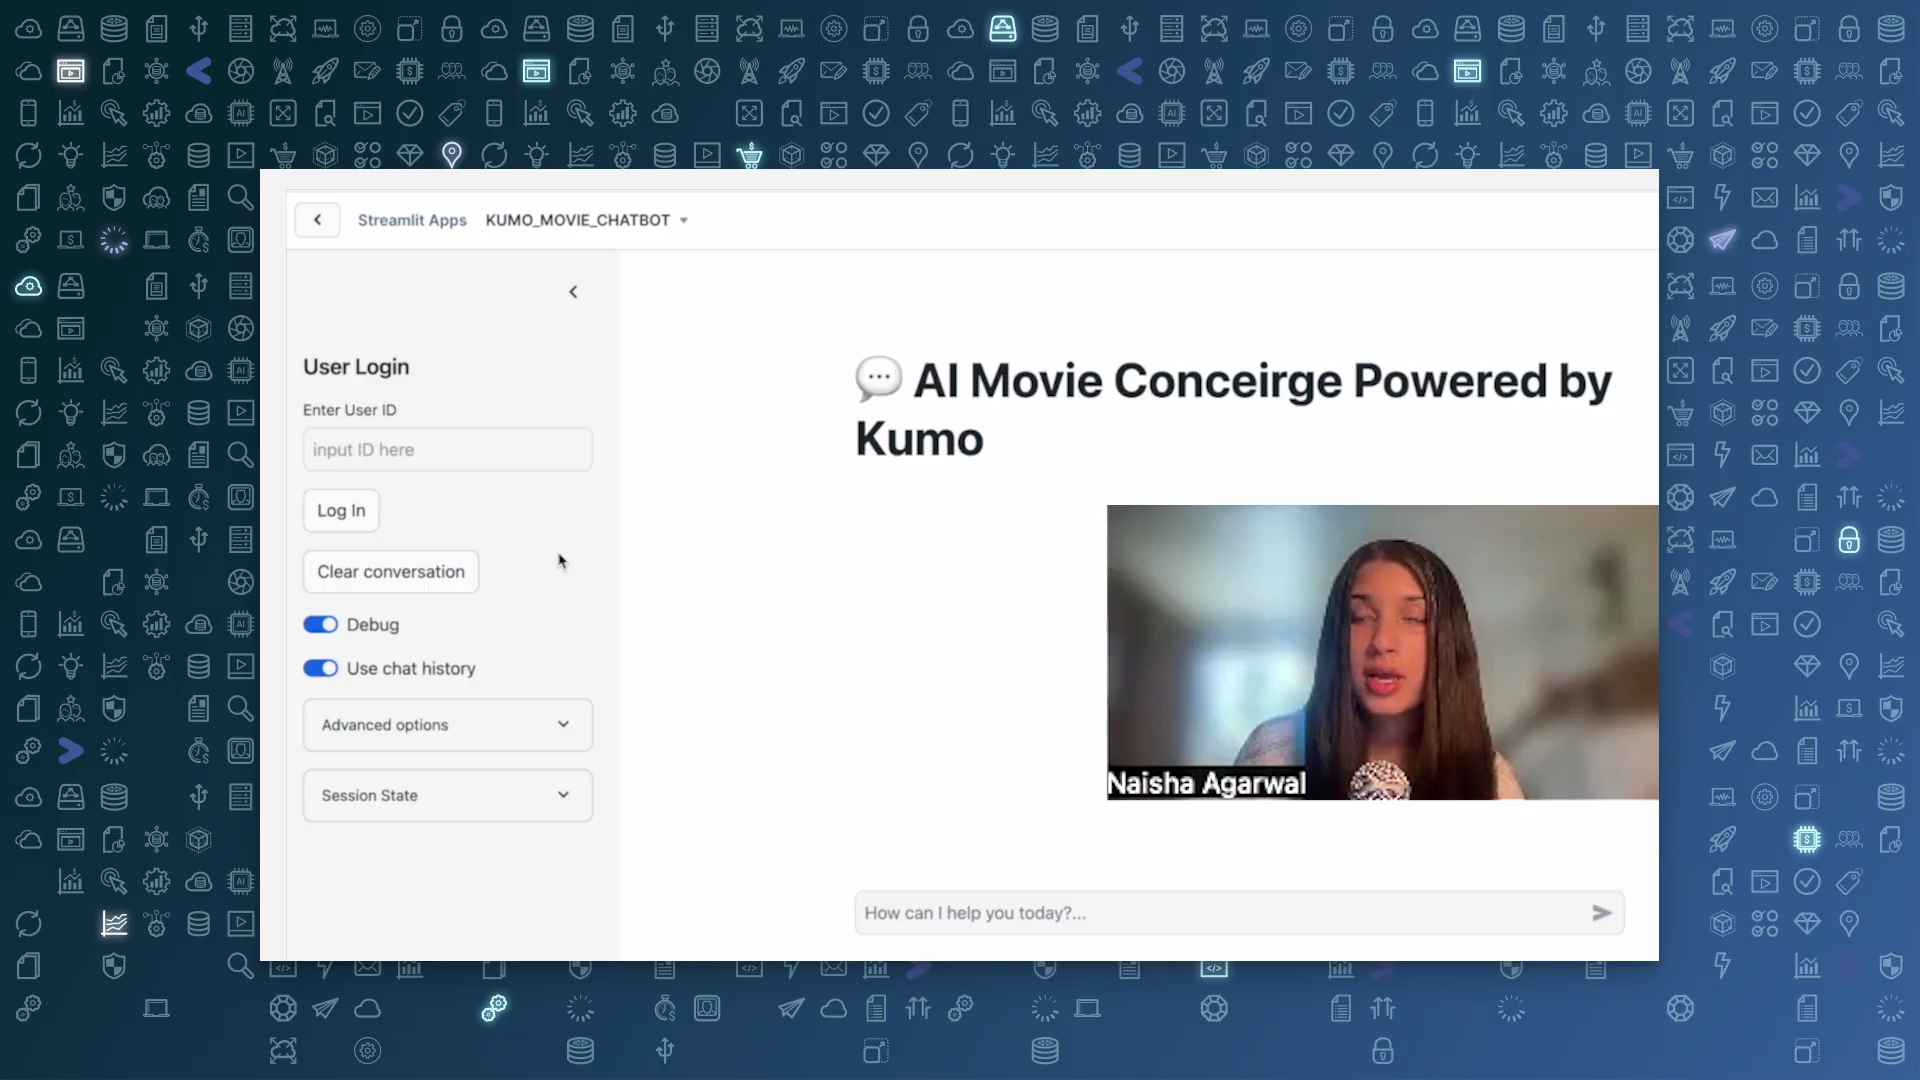 Streamlit Apps KUMO_MOVIE_CHATBOT
User Login
Enter User ID
input ID here
Log In
Clear conversation
Debug
Use chat history
Advanced options
Session State
AI Movie Conceirge Powered by
Kumo
Naisha Agarwal
How can I help you today?...